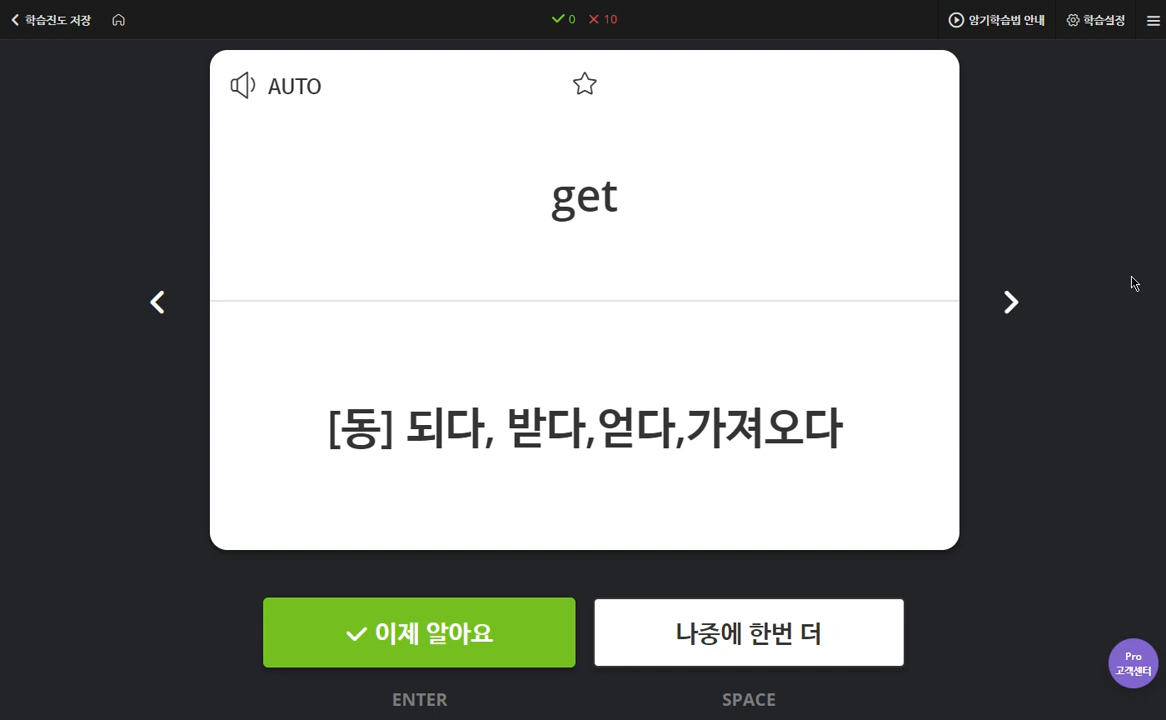 학습진도 저장
0
10
암기학습법 안내
학습설정
AUTO
get
[동] 되다, 받다,얻다,가져오다
이제 알아요
나중에 한번 더
ENTER
SPACE
Pro
고객센터